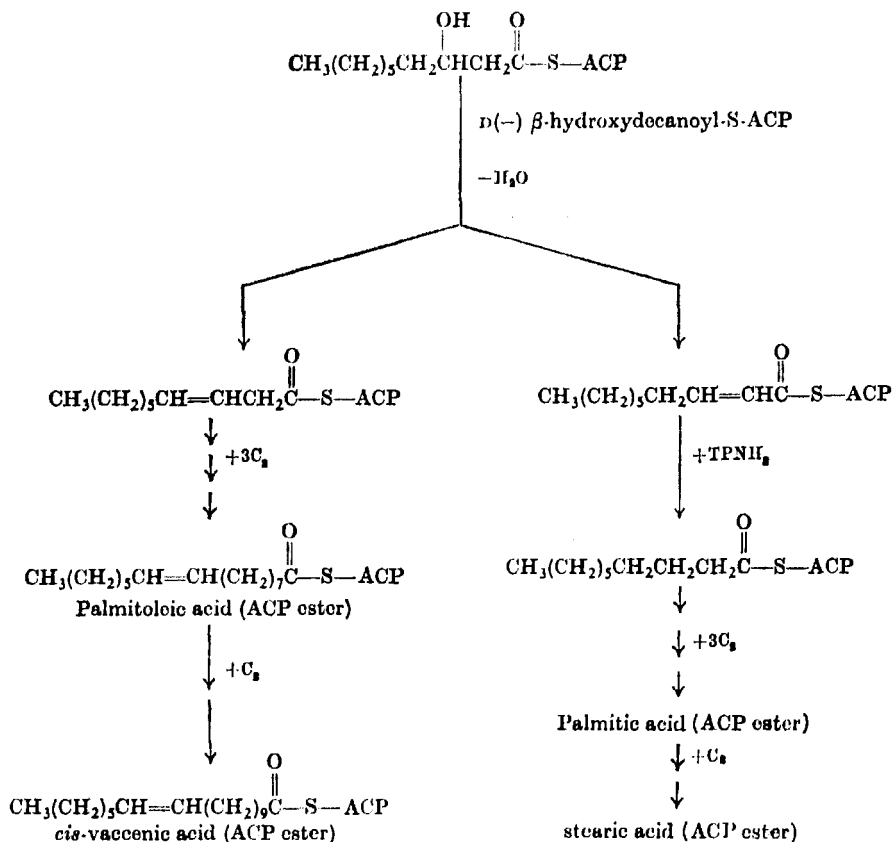 OH O
CH₃(CH₂)₅CH₂CHCH₂C—S—ACP
D(−) β-hydroxydecanoyl-S-ACP
−H₂O
O
CH₃(CH₂)₅CH=CHCH₂C—S—ACP
O
CH₃(CH₂)₅CH₂CH=CHC—S—ACP
+3C₂
+TPNH₂
O
CH₃(CH₂)₅CH=CH(CH₂)₇C—S—ACP
Palmitoleic acid (ACP ester)
O
CH₃(CH₂)₅CH₂CH₂CH₂C—S—ACP
+3C₂
+C₂
Palmitic acid (ACP ester)
+C₂
O
CH₃(CH₂)₅CH=CH(CH₂)₉C—S—ACP
cis-vaccenic acid (ACP ester)
stearic acid (ACP ester)